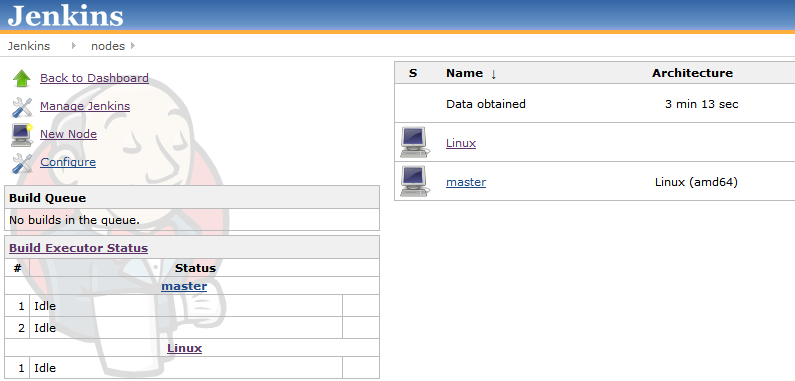 Jenkins
Jenkins nodes
Back to Dashboard
Manage Jenkins
New Node
Configure
Build Queue
No builds in the queue.
Build Executor Status
# Status
master
1 Idle
2 Idle
Linux
1 Idle
S Name ↓ Architecture
Data obtained 3 min 13 sec
Linux
master Linux (amd64)